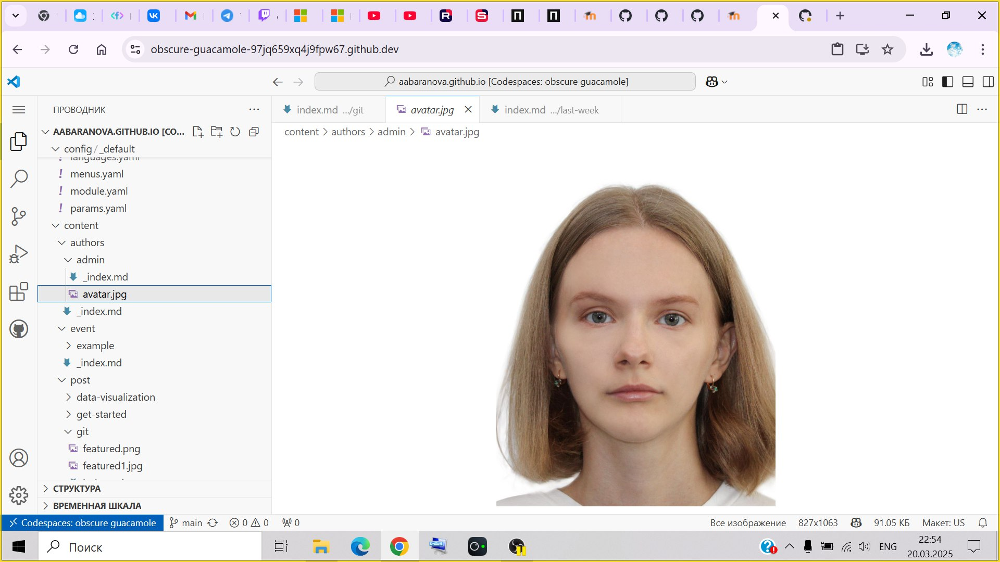 obscure-guacamole-97jq659xq4j9fpw67.github.dev
aabaranova.github.io [Codespaces: obscure guacamole]
ПРОВОДНИК
index.md .../git
avatar.jpg
index.md .../last-week
AABARANOVA.GITHUB.IO [CO...
content > authors > admin > avatar.jpg
config / _default
languages.yaml
menus.yaml
module.yaml
params.yaml
content
authors
admin
_index.md
avatar.jpg
_index.md
event
example
_index.md
post
data-visualization
get-started
git
featured.png
featured1.jpg
СТРУКТУРА
ВРЕМЕННАЯ ШКАЛА
Codespaces: obscure guacamole
main
0
0
0
Все изображение
827x1063
91.05 КБ
Макет: US
Поиск
ENG
22:54
20.03.2025